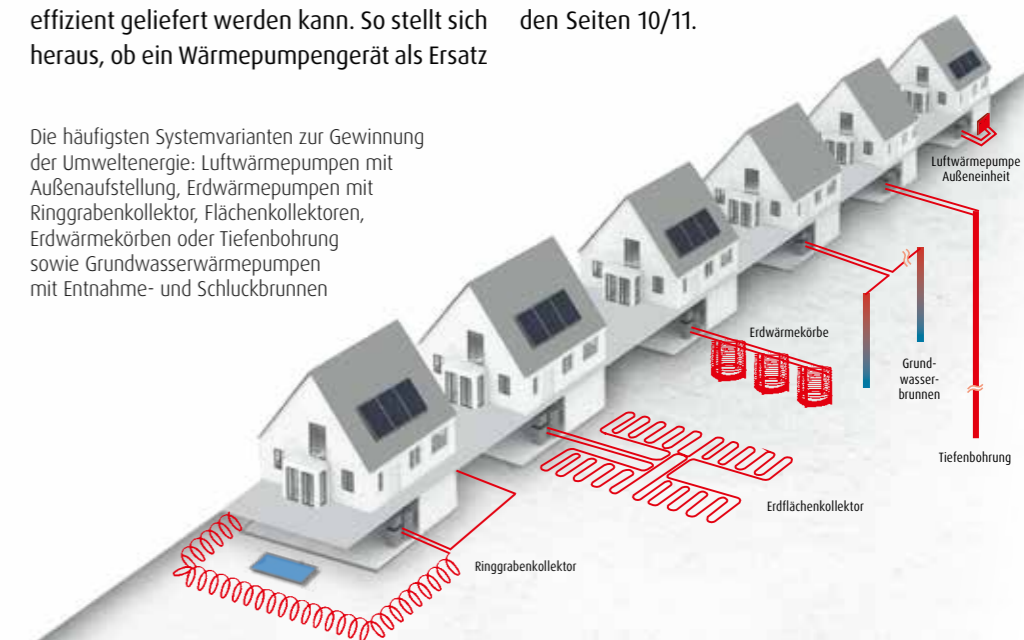 effizient geliefert werden kann. So stellt sich
heraus, ob ein Wärmepumpengerät als Ersatz
den Seiten 10/11.
Die häufigsten Systemvarianten zur Gewinnung
der Umweltenergie: Luftwärmepumpen mit
Außenaufstellung, Erdwärmepumpen mit
Ringgrabenkollektor, Flächenkollektoren,
Erdwärmekörben oder Tiefenbohrung
sowie Grundwasserwärmepumpen
mit Entnahme- und Schluckbrunnen
Luftwärmepumpe
Außeneinheit
Erdwärmekörbe
Grund-
wasser-
brunnen
Tiefenbohrung
Erdflächenkollektor
Ringgrabenkollektor